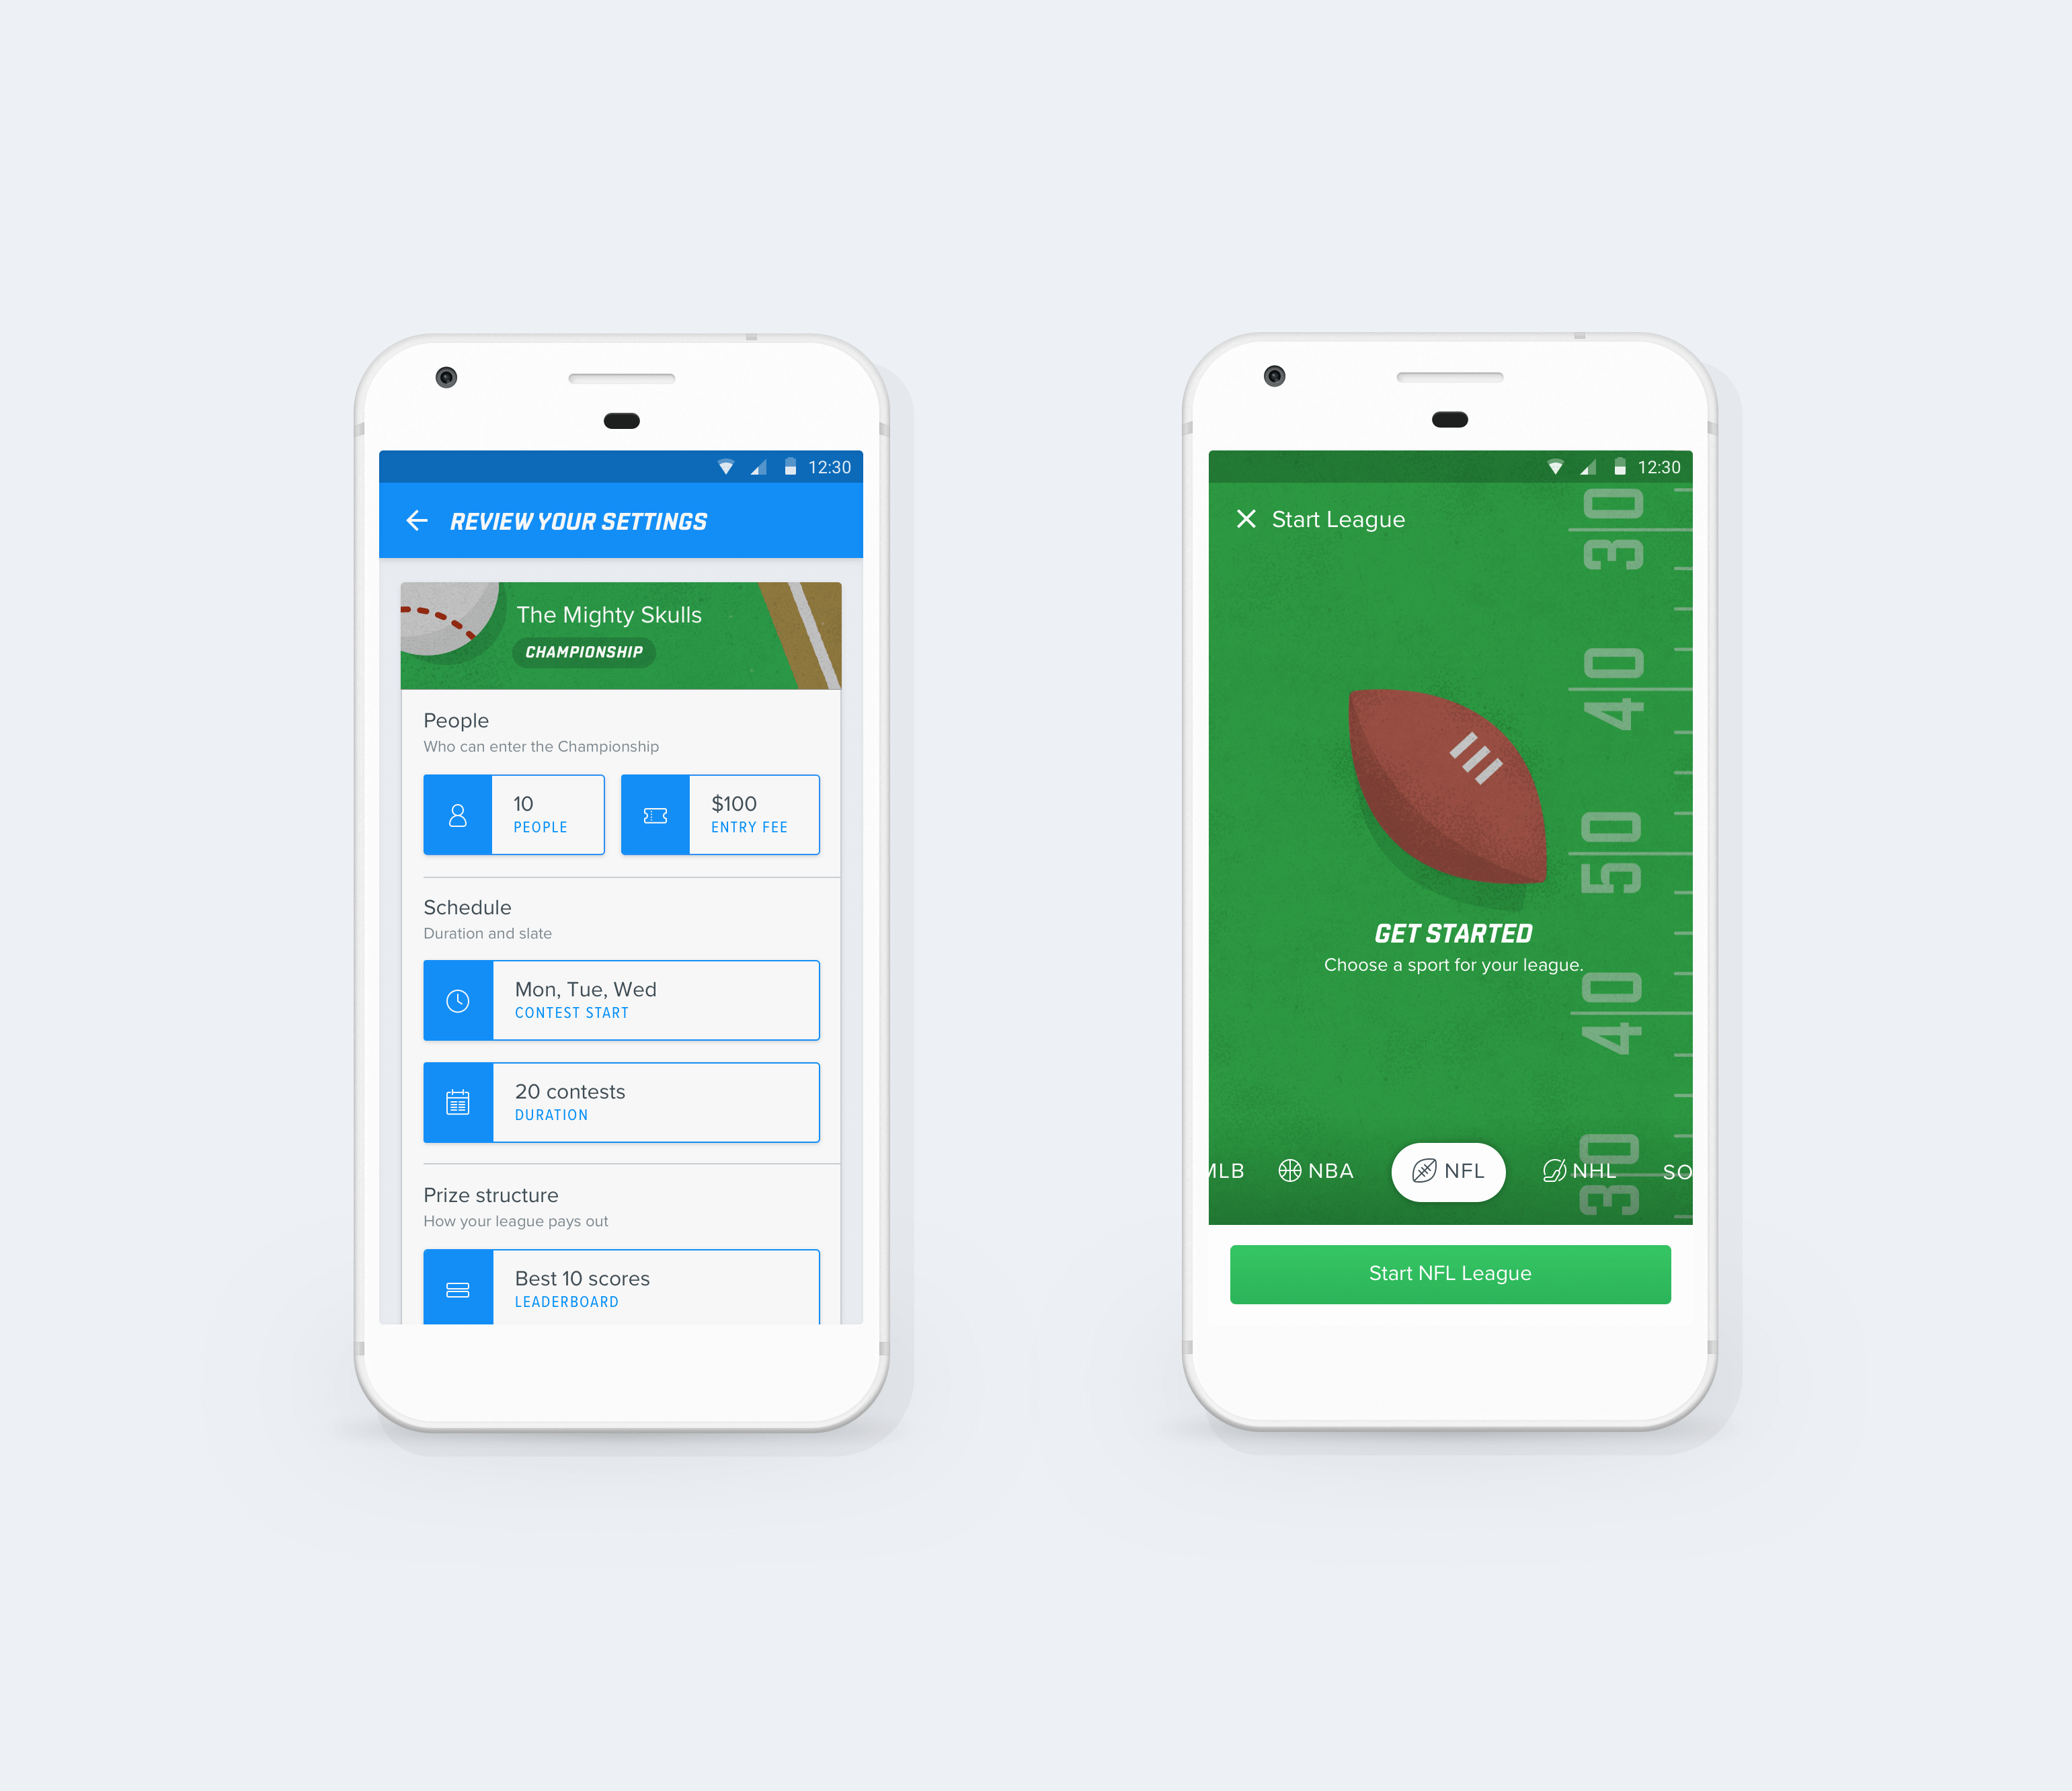 12:30
REVIEW YOUR SETTINGS
The Mighty Skulls
CHAMPIONSHIP
People
Who can enter the Championship
10
PEOPLE
$100
ENTRY FEE
Schedule
Duration and slate
Mon, Tue, Wed
CONTEST START
20 contests
DURATION
Prize structure
How your league pays out
Best 10 scores
LEADERBOARD
12:30
Start League
30
40
50
40
30
GET STARTED
Choose a sport for your league.
MLB
NBA
NFL
NHL
SO
Start NFL League